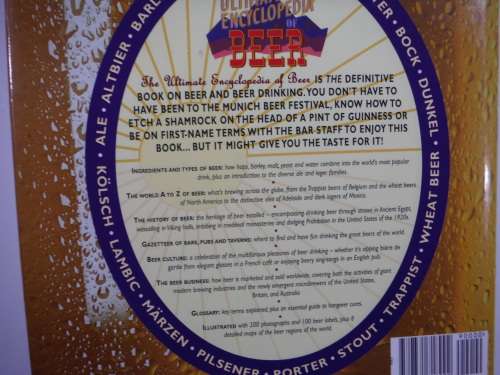 ULTIMATE
ENCYCLOPEDIA
OF
BEER
The Ultimate Encyclopedia of Beer IS THE DEFINITIVE
BOOK ON BEER AND BEER DRINKING. YOU DON'T HAVE TO
HAVE BEEN TO THE MUNICH BEER FESTIVAL, KNOW HOW TO
ETCH A SHAMROCK ON THE HEAD OF A PINT OF GUINNESS OR
BE ON FIRST-NAME TERMS WITH THE BAR STAFF TO ENJOY THIS
BOOK... BUT IT MIGHT GIVE YOU THE TASTE FOR IT!
INGREDIENTS AND TYPES OF BEER: how hops, barley, malt, yeast and water combine into the world's most popular
drink, plus an introduction to the diverse ale and lager families.
THE WORLD A TO Z OF BEER: what's brewing across the globe, from the Trappist beers of Belgium and the wheat beers
of North America to the distinctive ales of Adelaide and dark lagers of Mexico.
THE HISTORY OF BEER: the heritage of beer distilled – encompassing drinking beer through straws in Ancient Egypt,
wassailing in Viking halls, imbibing in medieval monasteries and dodging Prohibition in the United States of the 1920s.
GAZETTEER OF BARS, PUBS AND TAVERNS: where to find and have fun drinking the great beers of the world.
BEER CULTURE: a celebration of the multifarious pleasures of beer drinking – whether it's sipping bière de
garde from elegant glasses in a French café or enjoying beery sing-songs in an English pub.
THE BEER BUSINESS: how beer is marketed and sold worldwide, covering both the activities of giant
modern brewing industries and the newly emergent microbrewers of the United States,
Britain, and Australia.
GLOSSARY: key terms explained, plus an essential guide to hangover cures.
ILLUSTRATED with 300 photographs and 100 beer labels, plus 8
detailed maps of the beer regions of the world.
ALTBIER
ALE
KÖLSCH
LAMBIC
MÄRZEN
PILSENER
PORTER
STOUT
TRAPPIST
WHEAT BEER
DUNKEL
BOCK
90000